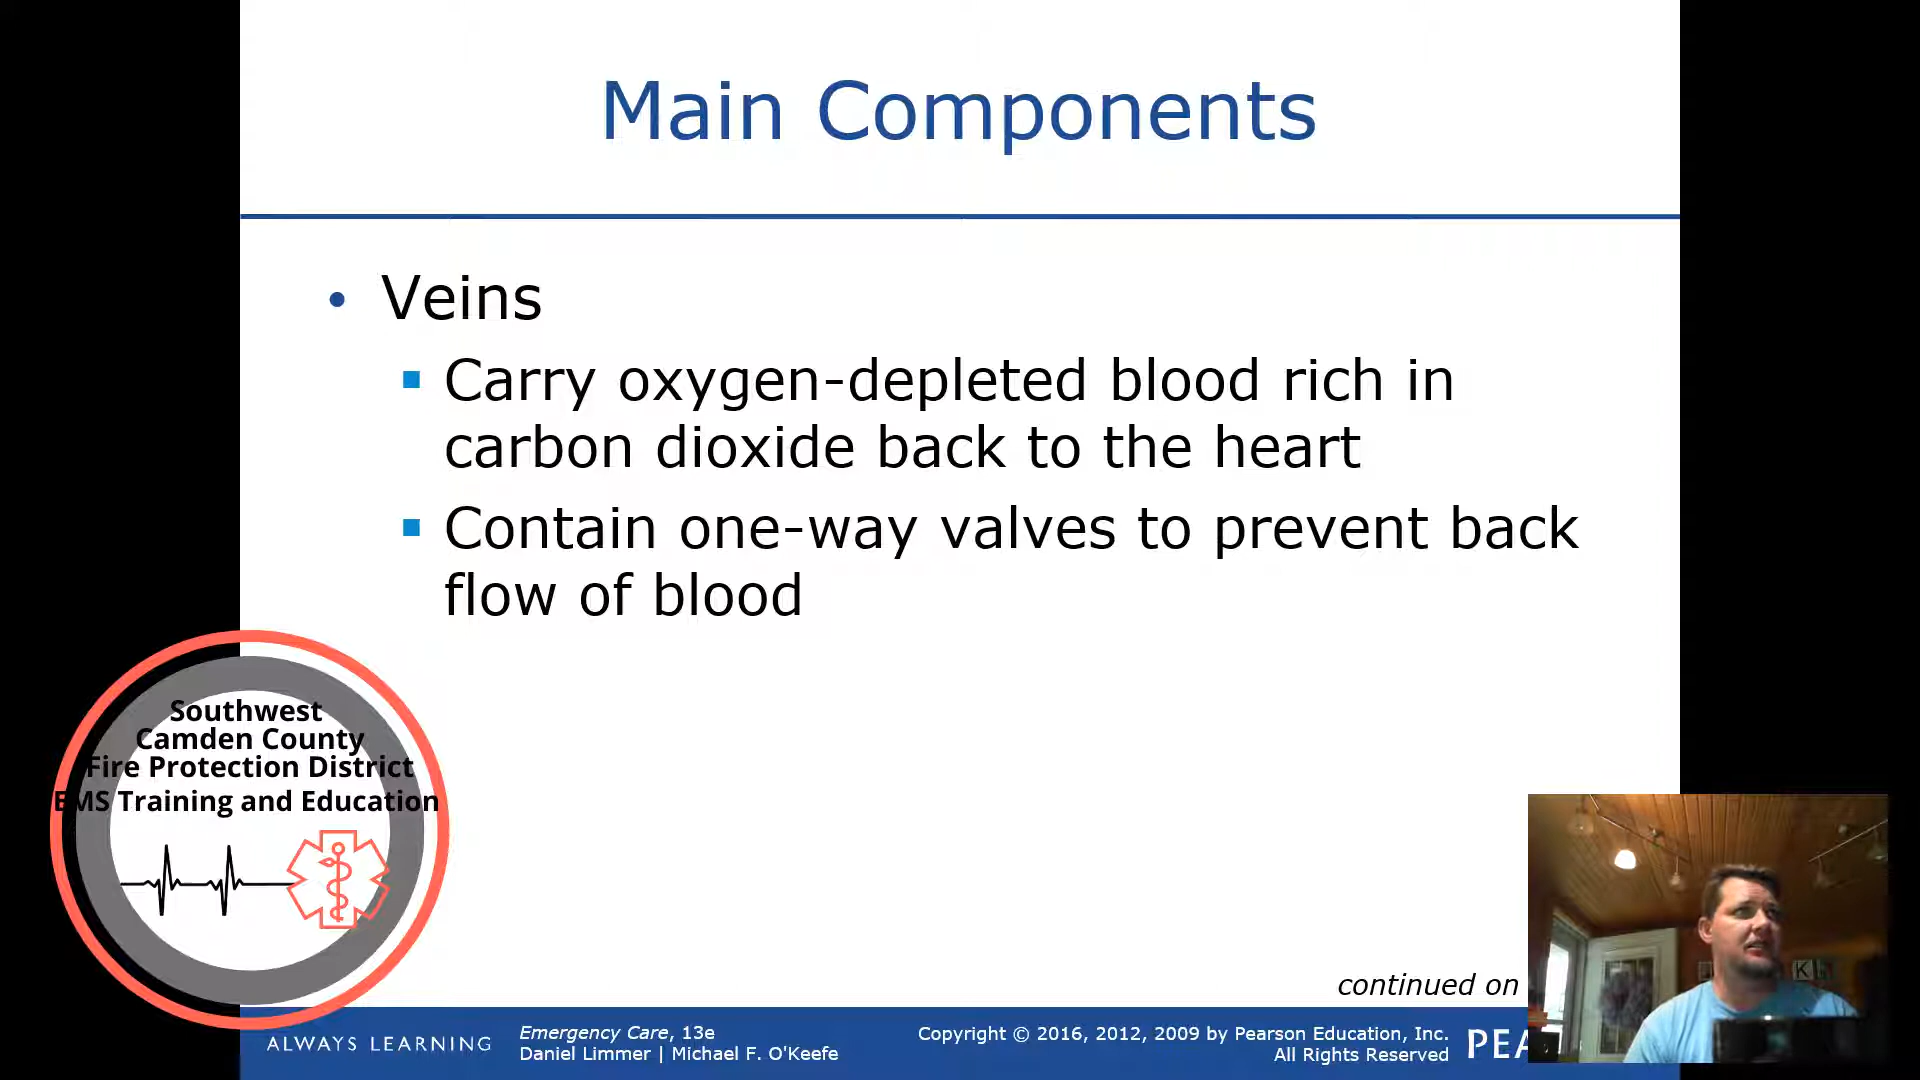 Main Components
• Veins
▪ Carry oxygen-depleted blood rich in
carbon dioxide back to the heart
▪ Contain one-way valves to prevent back
flow of blood
Southwest
Camden County
Fire Protection District
EMS Training and Education
continued on
ALWAYS LEARNING
Emergency Care, 13e
Daniel Limmer | Michael F. O'Keefe
Copyright © 2016, 2012, 2009 by Pearson Education, Inc.
All Rights Reserved
PEA
K